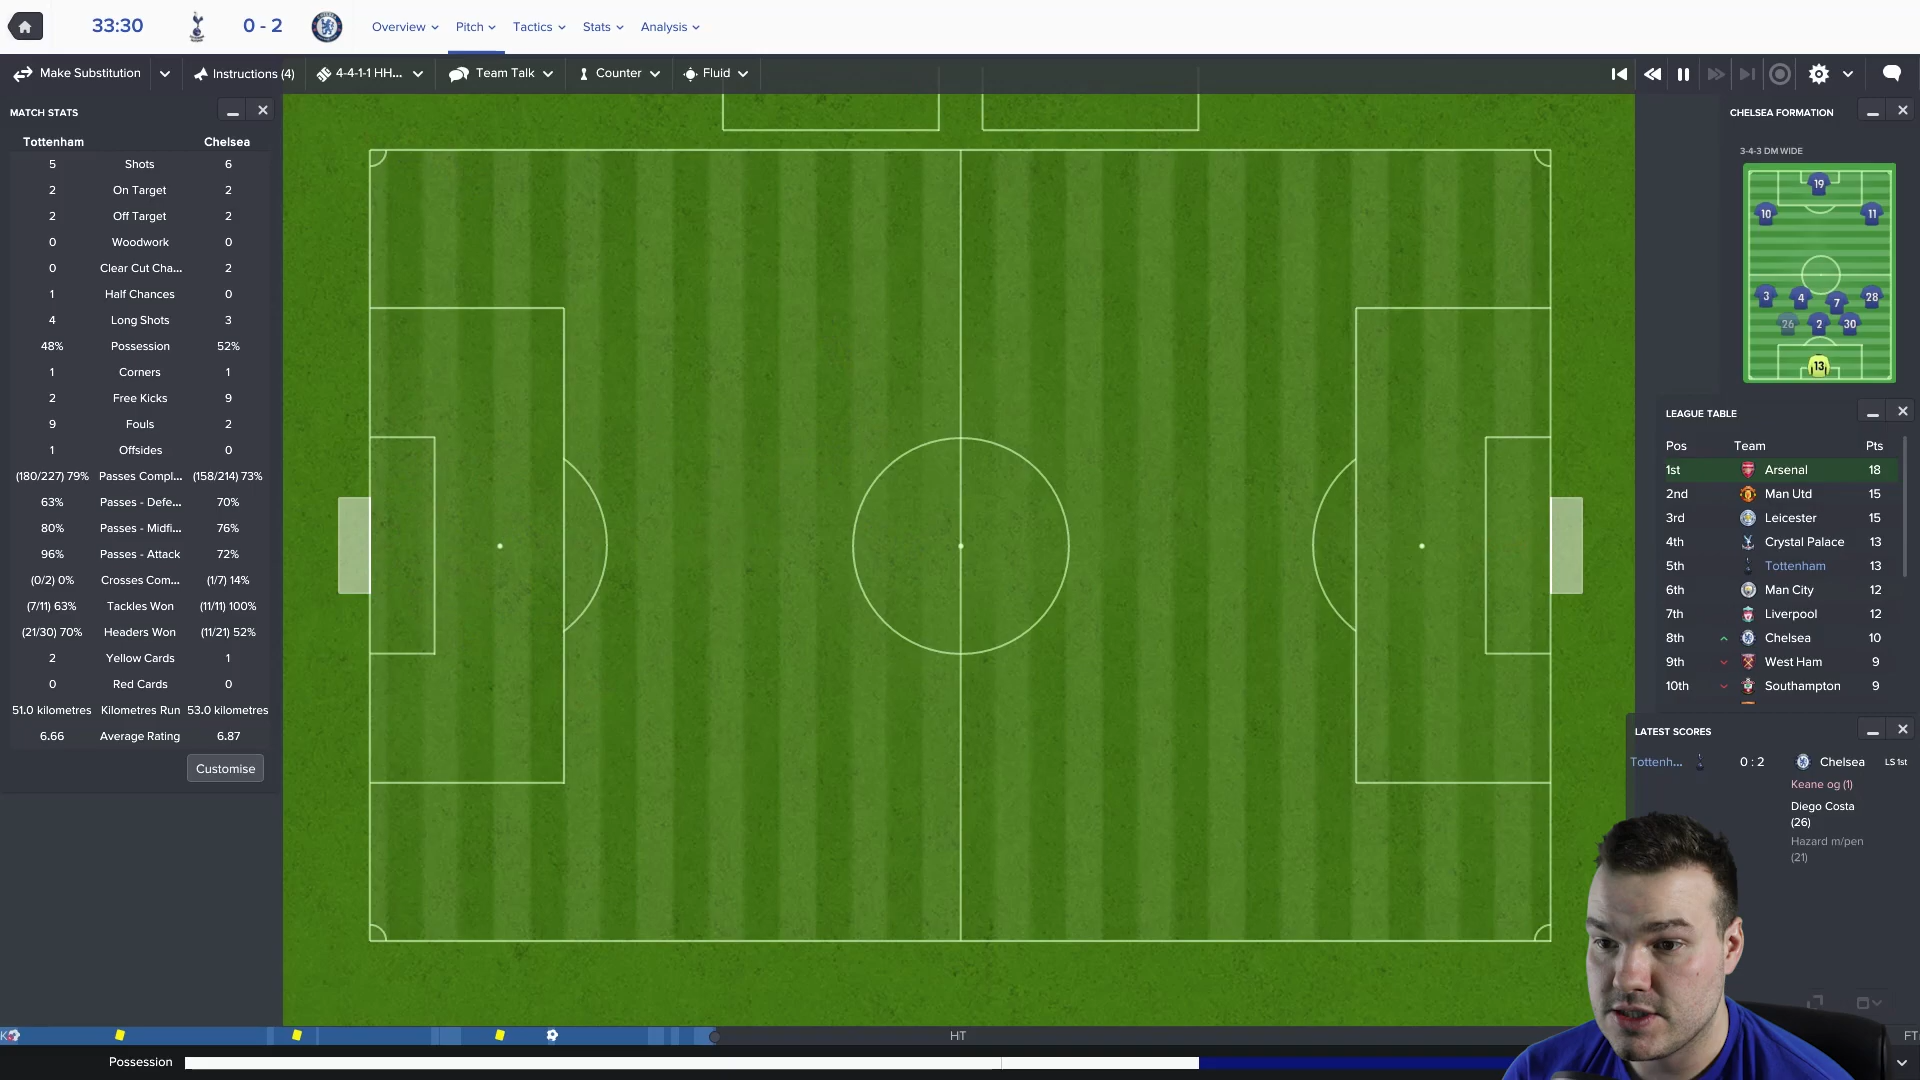 33:30
0 - 2
Overview
Pitch
Tactics
Stats
Analysis
Make Substitution
Instructions (4)
4-4-1-1 HH...
Team Talk
Counter
Fluid
MATCH STATS
Tottenham Chelsea
5 Shots 6
2 On Target 2
2 Off Target 2
0 Woodwork 0
0 Clear Cut Cha... 2
1 Half Chances 0
4 Long Shots 3
48% Possession 52%
1 Corners 1
2 Free Kicks 9
9 Fouls 2
1 Offsides 0
(180/227) 79% Passes Compl... (158/214) 73%
63% Passes - Defe... 70%
80% Passes - Midfi... 76%
96% Passes - Attack 72%
(0/2) 0% Crosses Com... (1/7) 14%
(7/11) 63% Tackles Won (11/11) 100%
(21/30) 70% Headers Won (11/21) 52%
2 Yellow Cards 1
0 Red Cards 0
51.0 kilometres Kilometres Run 53.0 kilometres
6.66 Average Rating 6.87
Customise
CHELSEA FORMATION
3-4-3 DM WIDE
19
10 11
3 4 7 28
26 2 30
13
LEAGUE TABLE
Pos Team Pts
1st Arsenal 18
2nd Man Utd 15
3rd Leicester 15
4th Crystal Palace 13
5th Tottenham 13
6th Man City 12
7th Liverpool 12
8th Chelsea 10
9th West Ham 9
10th Southampton 9
LATEST SCORES
Tottenh... 0 : 2 Chelsea LS 1st
Keane og (1)
Diego Costa
(26)
Hazard m/pen
(21)
HT
FT
Possession